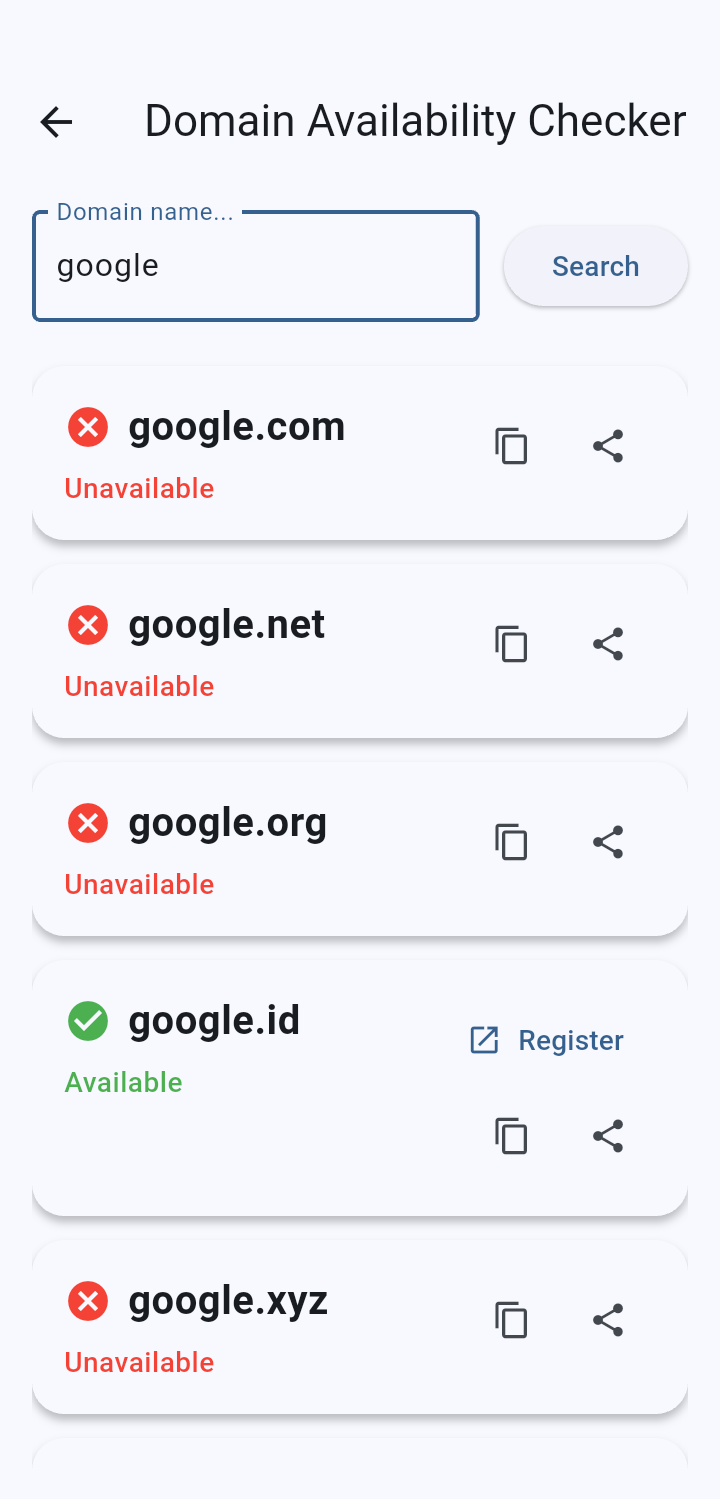 Domain Availability Checker
Domain name...
google
Search
google.com
Unavailable
google.net
Unavailable
google.org
Unavailable
google.id
Register
Available
google.xyz
Unavailable